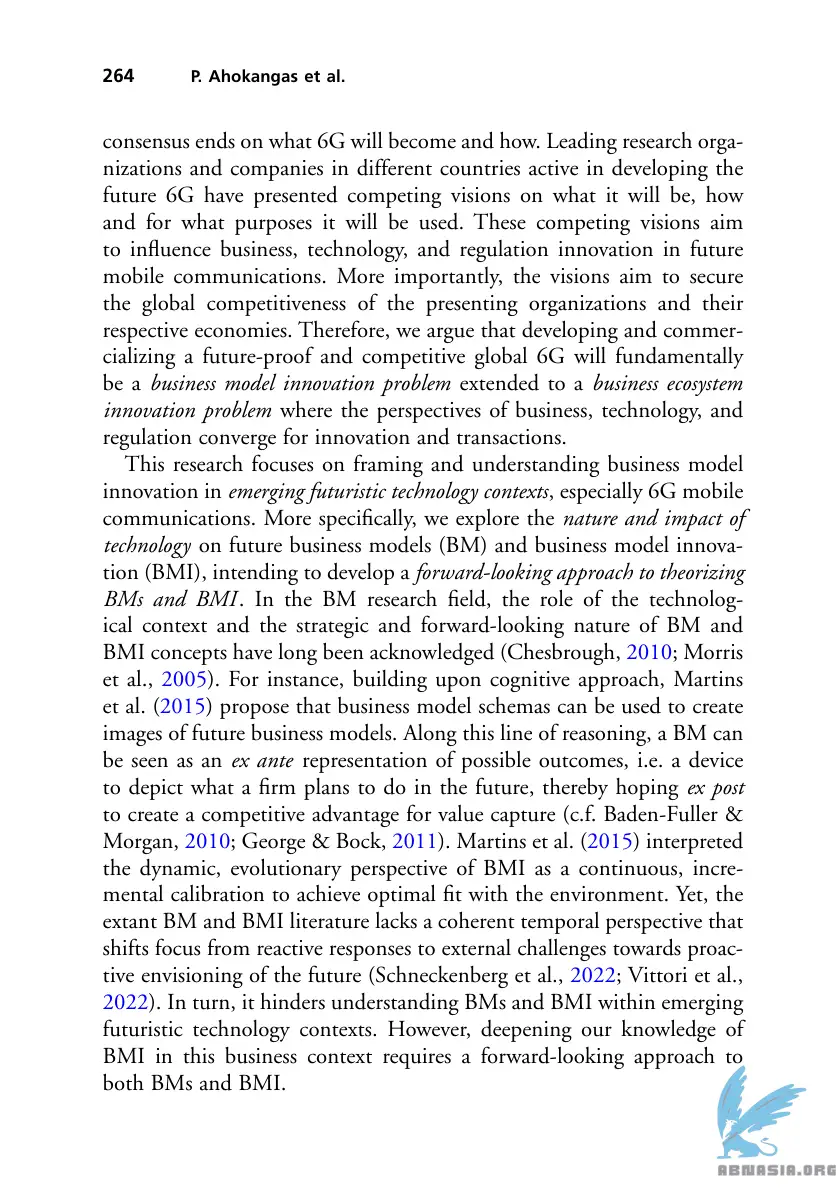 264 P. Ahokangas et al.
consensus ends on what 6G will become and how. Leading research orga-
nizations and companies in different countries active in developing the
future 6G have presented competing visions on what it will be, how
and for what purposes it will be used. These competing visions aim
to influence business, technology, and regulation innovation in future
mobile communications. More importantly, the visions aim to secure
the global competitiveness of the presenting organizations and their
respective economies. Therefore, we argue that developing and commer-
cializing a future-proof and competitive global 6G will fundamentally
be a business model innovation problem extended to a business ecosystem
innovation problem where the perspectives of business, technology, and
regulation converge for innovation and transactions.
This research focuses on framing and understanding business model
innovation in emerging futuristic technology contexts, especially 6G mobile
communications. More specifically, we explore the nature and impact of
technology on future business models (BM) and business model innova-
tion (BMI), intending to develop a forward-looking approach to theorizing
BMs and BMI. In the BM research field, the role of the technolog-
ical context and the strategic and forward-looking nature of BM and
BMI concepts have long been acknowledged (Chesbrough, 2010; Morris
et al., 2005). For instance, building upon cognitive approach, Martins
et al. (2015) propose that business model schemas can be used to create
images of future business models. Along this line of reasoning, a BM can
be seen as an ex ante representation of possible outcomes, i.e. a device
to depict what a firm plans to do in the future, thereby hoping ex post
to create a competitive advantage for value capture (c.f. Baden-Fuller &
Morgan, 2010; George & Bock, 2011). Martins et al. (2015) interpreted
the dynamic, evolutionary perspective of BMI as a continuous, incre-
mental calibration to achieve optimal fit with the environment. Yet, the
extant BM and BMI literature lacks a coherent temporal perspective that
shifts focus from reactive responses to external challenges towards proac-
tive envisioning of the future (Schneckenberg et al., 2022; Vittori et al.,
2022). In turn, it hinders understanding BMs and BMI within emerging
futuristic technology contexts. However, deepening our knowledge of
BMI in this business context requires a forward-looking approach to
both BMs and BMI.
ABNASIA.ORG